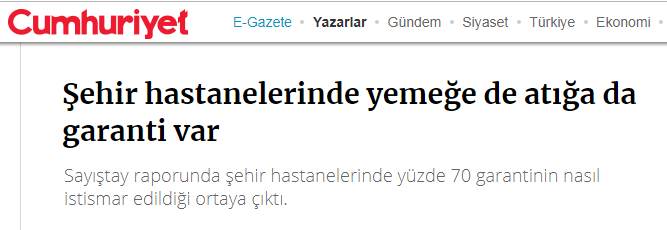 Cumhuriyet E-Gazete • Yazarlar • Gündem • Siyaset • Türkiye • Ekonomi •
Şehir hastanelerinde yemeğe de atığa da
garanti var
Sayıştay raporunda şehir hastanelerinde yüzde 70 garantinin nasıl
istismar edildiği ortaya çıktı.